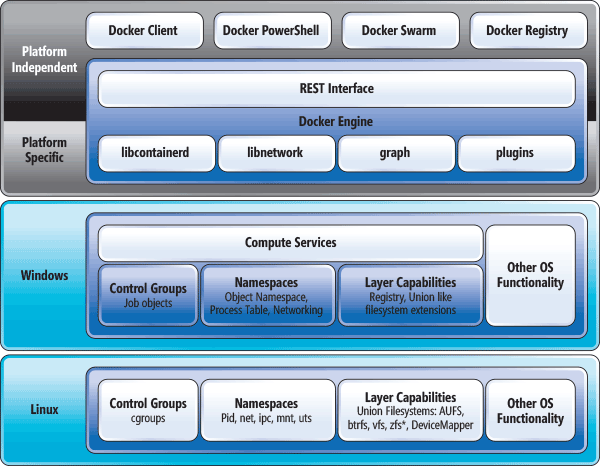 Docker Client
Docker PowerShell
Docker Swarm
Docker Registry
Platform
Independent
REST Interface
Docker Engine
Platform
Specific
libcontainerd
libnetwork
graph
plugins
Windows
Compute Services
Control Groups
Job objects
Namespaces
Object Namespace,
Process Table, Networking
Layer Capabilities
Registry, Union like
filesystem extensions
Other OS
Functionality
Linux
Control Groups
cgroups
Namespaces
Pid, net, ipc, mnt, uts
Layer Capabilities
Union Filesystems: AUFS,
btrfs, vfs, zfs*, DeviceMapper
Other OS
Functionality